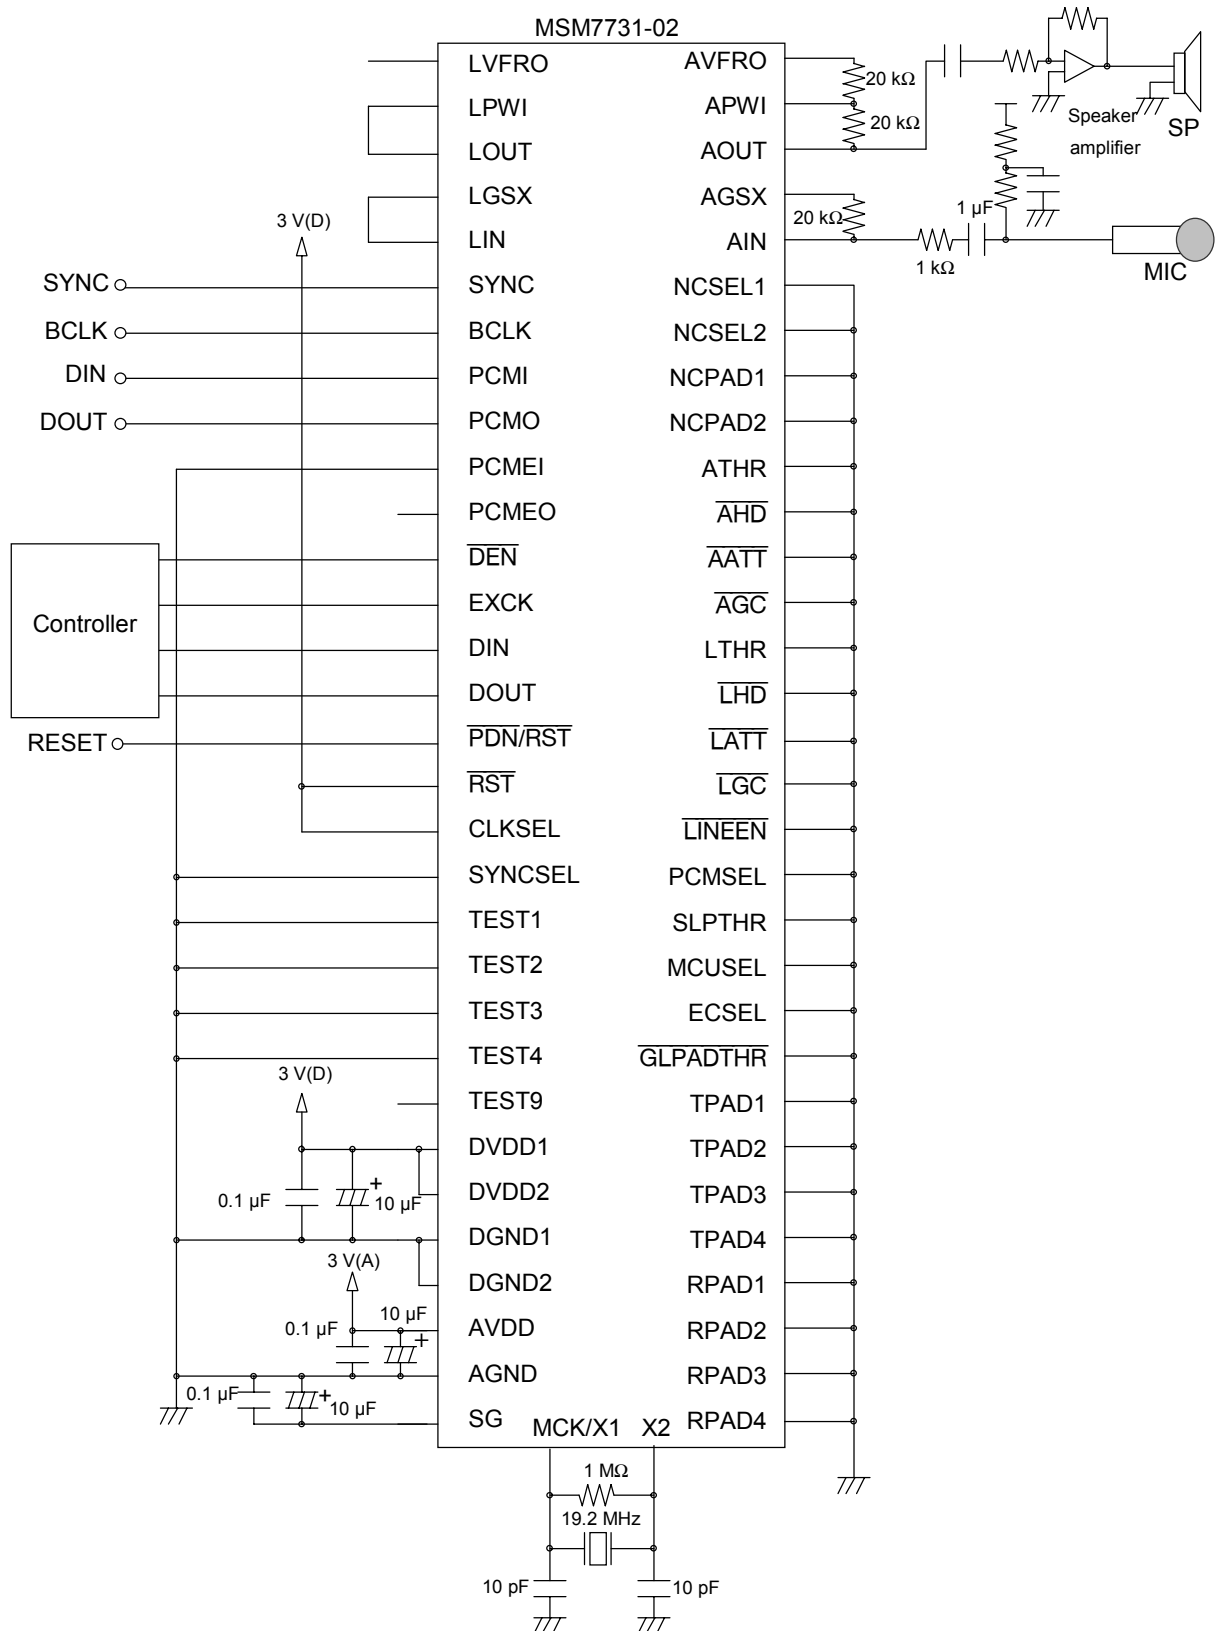 MSM7731-02
LVFRO
LPWI
LOUT
LGSX
LIN
SYNC
BCLK
PCMI
PCMO
PCMEI
PCMEO
DEN
EXCK
DIN
DOUT
PDN/RST
RST
CLKSEL
SYNCSEL
TEST1
TEST2
TEST3
TEST4
TEST9
DVDD1
DVDD2
DGND1
DGND2
AVDD
AGND
SG
MCK/X1
X2
AVFRO
APWI
AOUT
AGSX
AIN
NCSEL1
NCSEL2
NCPAD1
NCPAD2
ATHR
AHD
AATT
AGC
LTHR
LHD
LATT
LGC
LINEEN
PCMSEL
SLPTHR
MCUSEL
ECSEL
GLPADTHR
TPAD1
TPAD2
TPAD3
TPAD4
RPAD1
RPAD2
RPAD3
RPAD4
3 V(D)
SYNC
BCLK
DIN
DOUT
Controller
RESET
3 V(D)
0.1 µF
+
10 µF
3 V(A)
0.1 µF
10 µF
+
0.1 µF
+
10 µF
20 kΩ
20 kΩ
Speaker
amplifier
SP
20 kΩ
1 µF
1 kΩ
MIC
1 MΩ
19.2 MHz
10 pF
10 pF